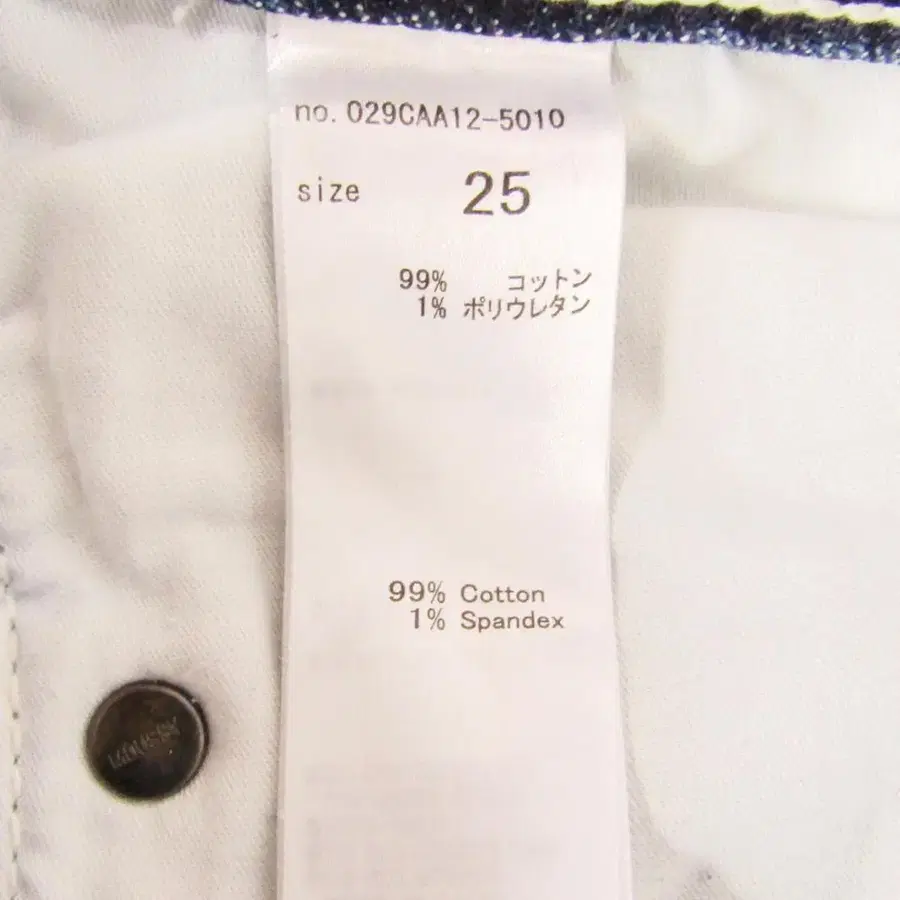 no. 029CAA12-5010
size 25
99% コットン
1% ポリウレタン
99% Cotton
1% Spandex
MOUSSY